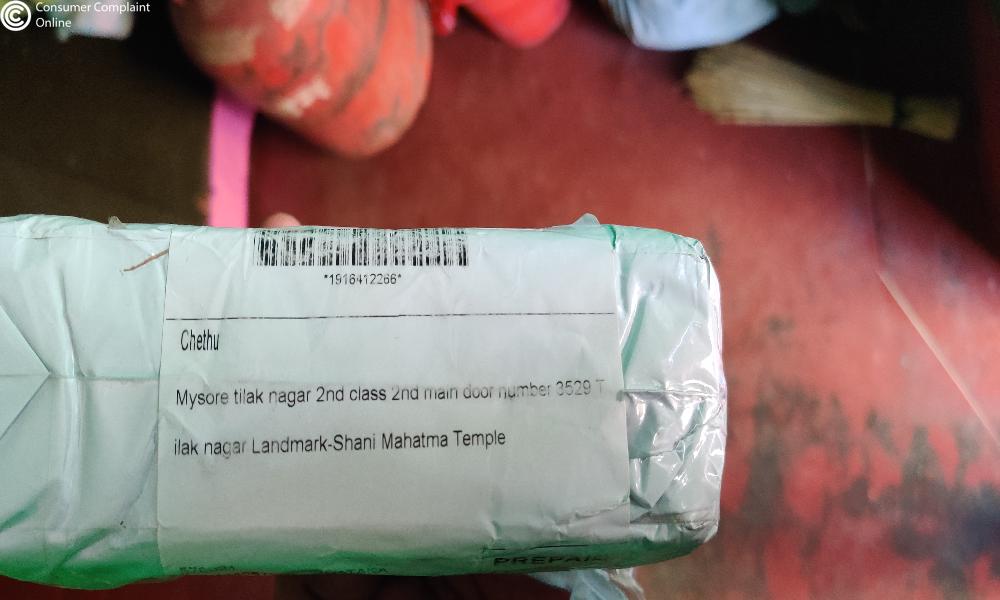 Consumer Complaint
Online
*1916412266*
Chethu
Mysore tilak nagar 2nd class 2nd main door number 3529 T
ilak nagar Landmark-Shani Mahatma Temple